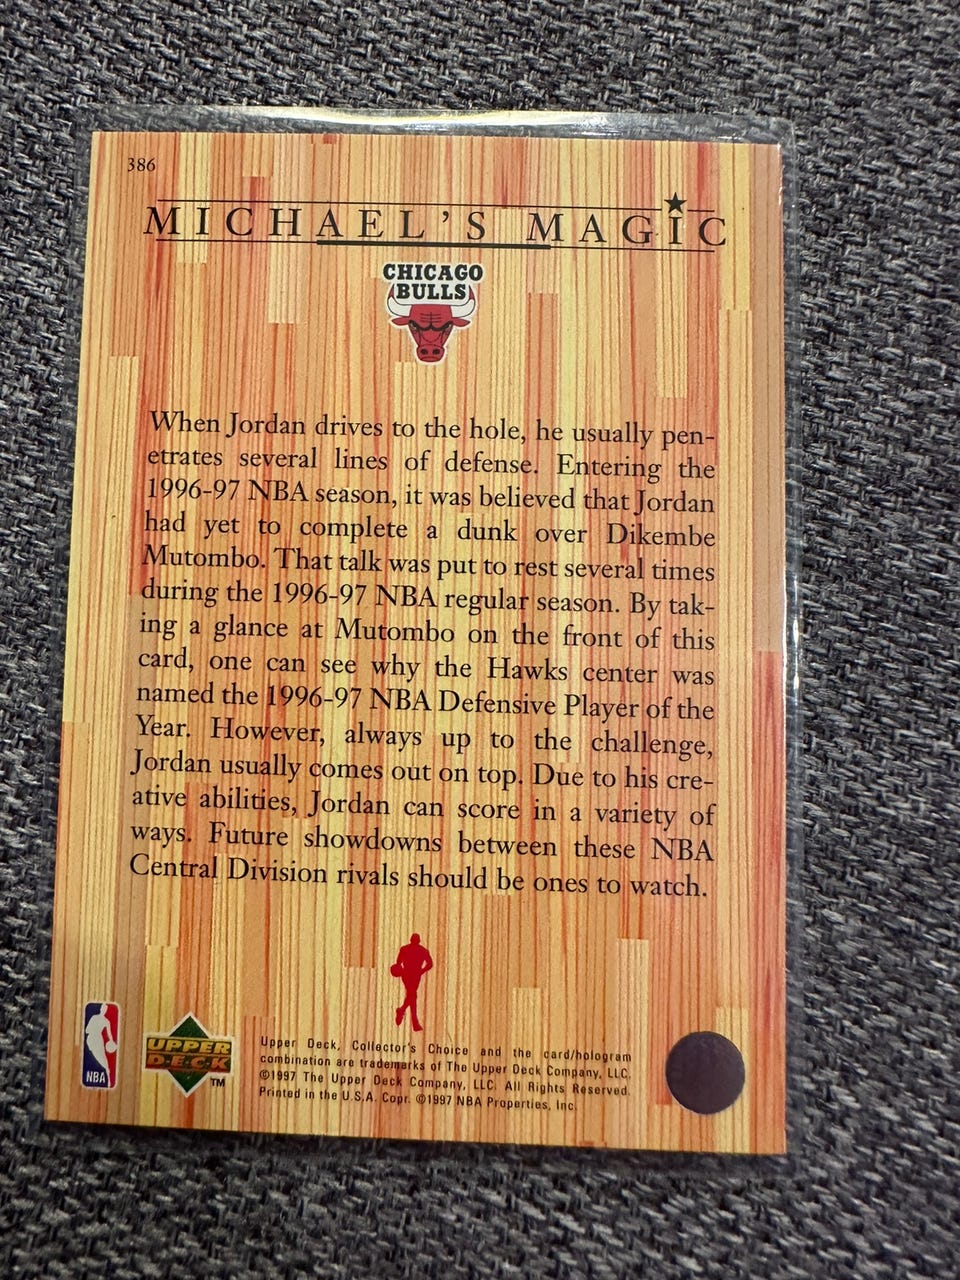 386
MICHAEL'S MAGIC
CHICAGO
BULLS
When Jordan drives to the hole, he usually pen-
etrates several lines of defense. Entering the
1996-97 NBA season, it was believed that Jordan
had yet to complete a dunk over Dikembe
Mutombo. That talk was put to rest several times
during the 1996-97 NBA regular season. By tak-
ing a glance at Mutombo on the front of this
card, one can see why the Hawks center was
named the 1996-97 NBA Defensive Player of the
Year. However, always up to the challenge,
Jordan usually comes out on top. Due to his cre-
ative abilities, Jordan can score in a variety of
ways. Future showdowns between these NBA
Central Division rivals should be ones to watch.
NBA
UPPER
DECK
TM
Upper Deck, Collector's Choice and the card/hologram
combination are trademarks of The Upper Deck Company, LLC.
©1997 The Upper Deck Company, LLC. All Rights Reserved.
Printed in the U.S.A. Copr. ©1997 NBA Properties, Inc.